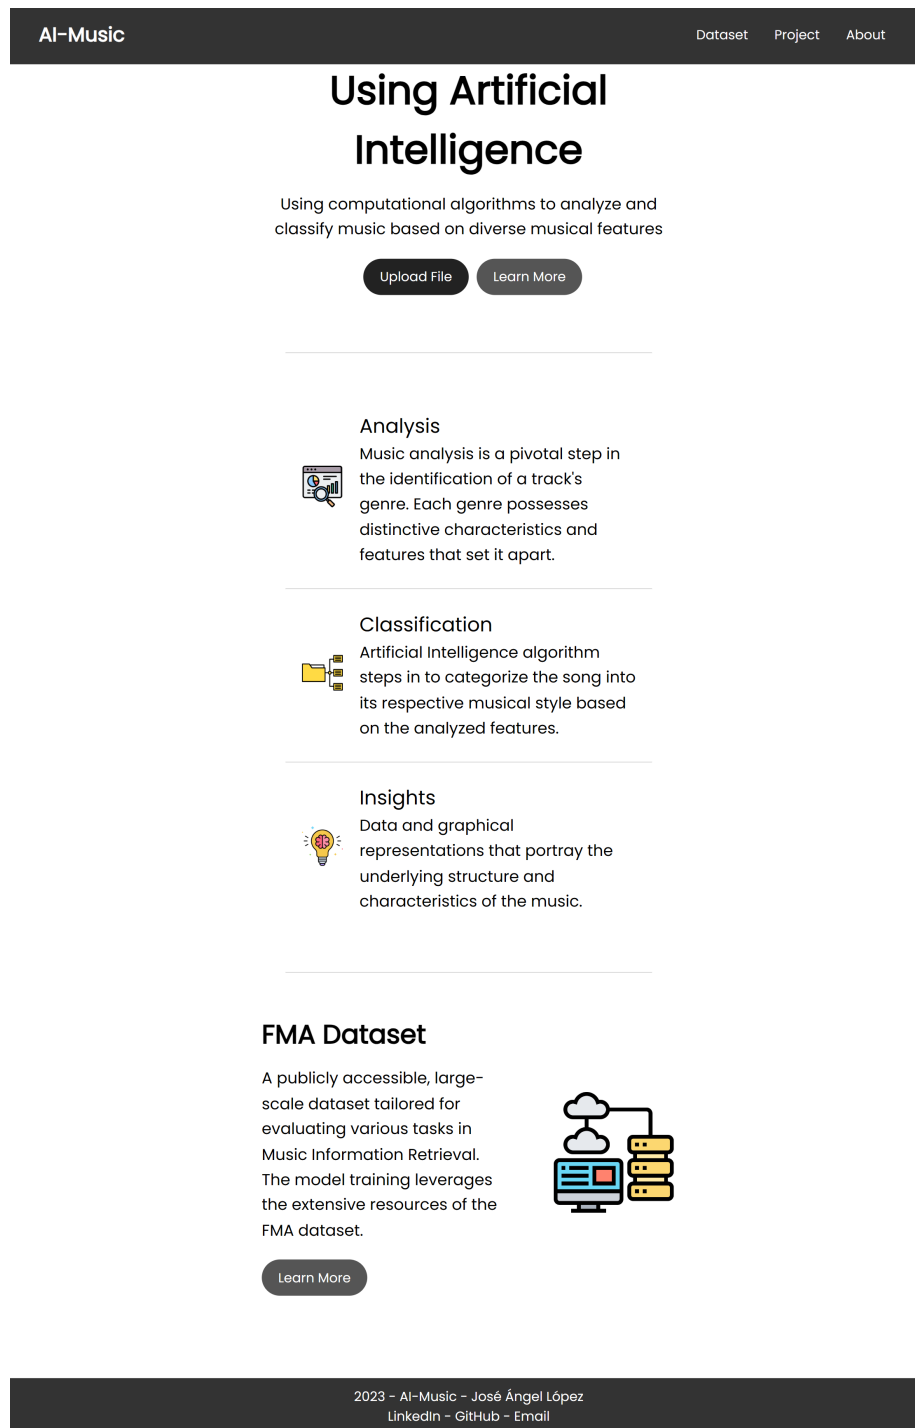 AI-Music
Dataset Project About
Using Artificial
Intelligence
Using computational algorithms to analyze and
classify music based on diverse musical features
Upload File Learn More
Analysis
Music analysis is a pivotal step in
the identification of a track's
genre. Each genre possesses
distinctive characteristics and
features that set it apart.
Classification
Artificial Intelligence algorithm
steps in to categorize the song into
its respective musical style based
on the analyzed features.
Insights
Data and graphical
representations that portray the
underlying structure and
characteristics of the music.
FMA Dataset
A publicly accessible, large-
scale dataset tailored for
evaluating various tasks in
Music Information Retrieval.
The model training leverages
the extensive resources of the
FMA dataset.
Learn More
2023 - AI-Music - José Ángel López
LinkedIn - GitHub - Email